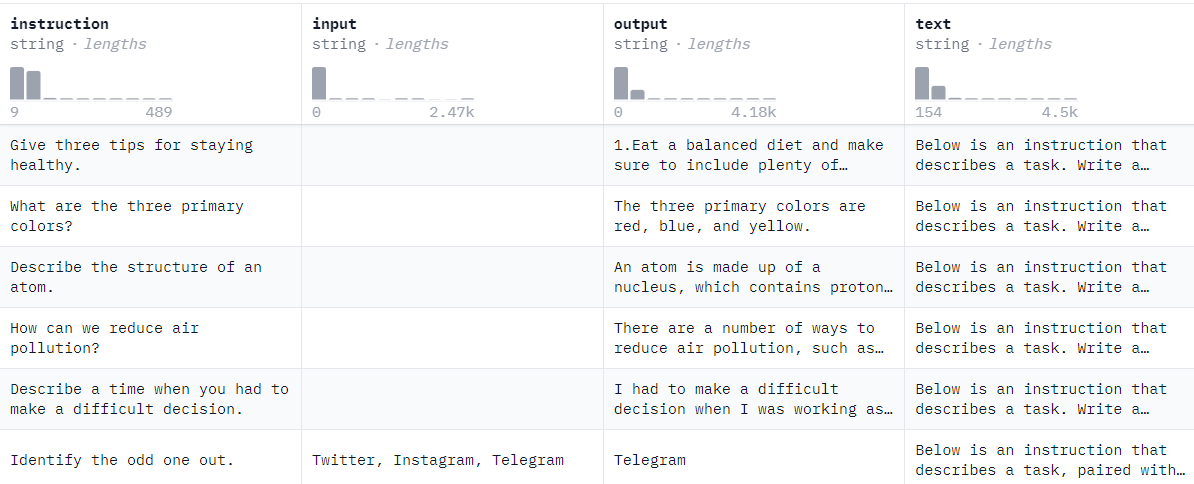 instruction
input
output
text
string · lengths
string · lengths
string · lengths
string · lengths
9
489
0
2.47k
0
4.18k
154
4.5k
Give three tips for staying
healthy.
1.Eat a balanced diet and make
sure to include plenty of…
Below is an instruction that
describes a task. Write a…
What are the three primary
colors?
The three primary colors are
red, blue, and yellow.
Below is an instruction that
describes a task. Write a…
Describe the structure of an
atom.
An atom is made up of a
nucleus, which contains proton…
Below is an instruction that
describes a task. Write a…
How can we reduce air
pollution?
There are a number of ways to
reduce air pollution, such as…
Below is an instruction that
describes a task. Write a…
Describe a time when you had to
make a difficult decision.
I had to make a difficult
decision when I was working as…
Below is an instruction that
describes a task. Write a…
Identify the odd one out.
Twitter, Instagram, Telegram
Telegram
Below is an instruction that
describes a task, paired with…